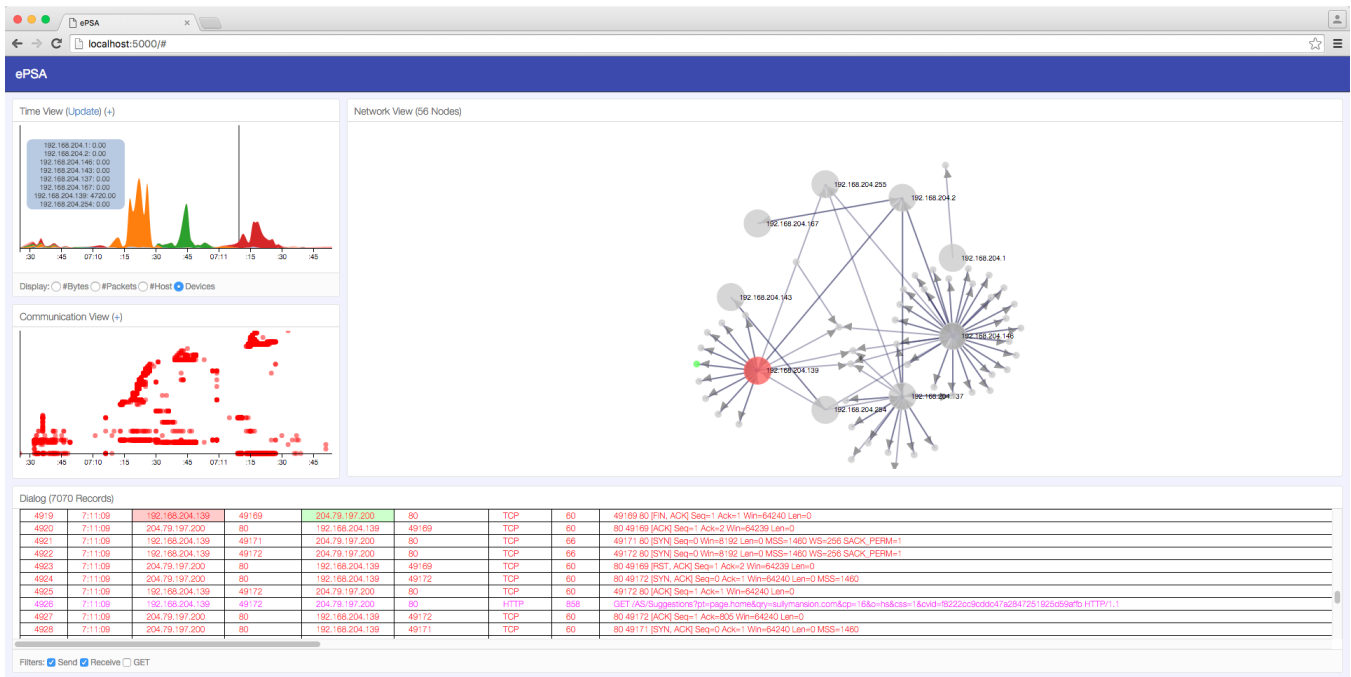 ePSA
localhost:5000/#
ePSA
Time View (Update) (+)
192.168.204.1: 0.00
192.168.204.2: 0.00
192.168.204.146: 0.00
192.168.204.143: 0.00
192.168.204.137: 0.00
192.168.204.167: 0.00
192.168.204.139: 4720.00
192.168.204.254: 0.00
:30 :45 07:10 :15 :30 :45 07:11 :15 :30 :45
Display: #Bytes #Packets #Host Devices
Communication View (+)
:30 :45 07:10 :15 :30 :45 07:11 :15 :30 :45
Network View (56 Nodes)
192.168.204.255
192.168.204.2
192.168.204.167
192.168.204.1
192.168.204.143
192.168.204.146
192.168.204.139
192.168.204.137
192.168.204.254
Dialog (7070 Records)
4919 7:11:09 192.168.204.139 49169 204.79.197.200 80 TCP 60 49169 80 [FIN, ACK] Seq=1 Ack=1 Win=64240 Len=0
4920 7:11:09 204.79.197.200 80 192.168.204.139 49169 TCP 60 80 49169 [ACK] Seq=1 Ack=2 Win=64239 Len=0
4921 7:11:09 192.168.204.139 49171 204.79.197.200 80 TCP 66 49171 80 [SYN] Seq=0 Win=8192 Len=0 MSS=1460 WS=256 SACK_PERM=1
4922 7:11:09 192.168.204.139 49172 204.79.197.200 80 TCP 66 49172 80 [SYN] Seq=0 Win=8192 Len=0 MSS=1460 WS=256 SACK_PERM=1
4923 7:11:09 204.79.197.200 80 192.168.204.139 49169 TCP 60 80 49169 [RST, ACK] Seq=1 Ack=2 Win=64239 Len=0
4924 7:11:09 204.79.197.200 80 192.168.204.139 49172 TCP 60 80 49172 [SYN, ACK] Seq=0 Ack=1 Win=64240 Len=0 MSS=1460
4925 7:11:09 192.168.204.139 49172 204.79.197.200 80 TCP 60 49172 80 [ACK] Seq=1 Ack=1 Win=64240 Len=0
4926 7:11:09 192.168.204.139 49172 204.79.197.200 80 HTTP 858 GET /AS/Suggestions?pt=page.home&qry=sullymansion.com&cp=16&o=hs&css=1&cvid=f8222cc9cddc47a2847251925d59affb HTTP/1.1
4927 7:11:09 204.79.197.200 80 192.168.204.139 49172 TCP 60 80 49172 [ACK] Seq=1 Ack=805 Win=64240 Len=0
4928 7:11:09 204.79.197.200 80 192.168.204.139 49171 TCP 60 80 49171 [SYN, ACK] Seq=0 Ack=1 Win=64240 Len=0 MSS=1460
Filters: Send Receive GET